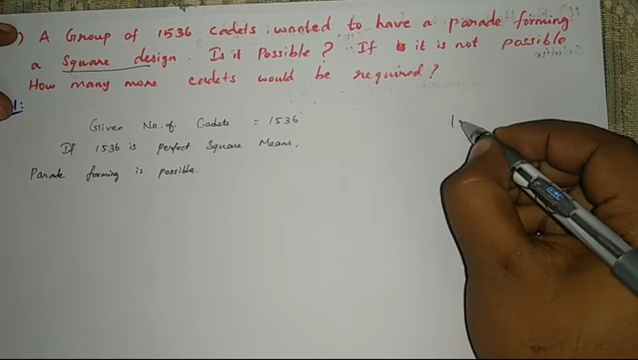 ) A Group of 1536 cadets wanted to have a parade forming
a Square design. Is it Possible? If it is not possible
How many more cadets would be required?
Given No. of. Cadets = 1536
If 1536 is perfect Square Means,
Parade forming is possible.
1